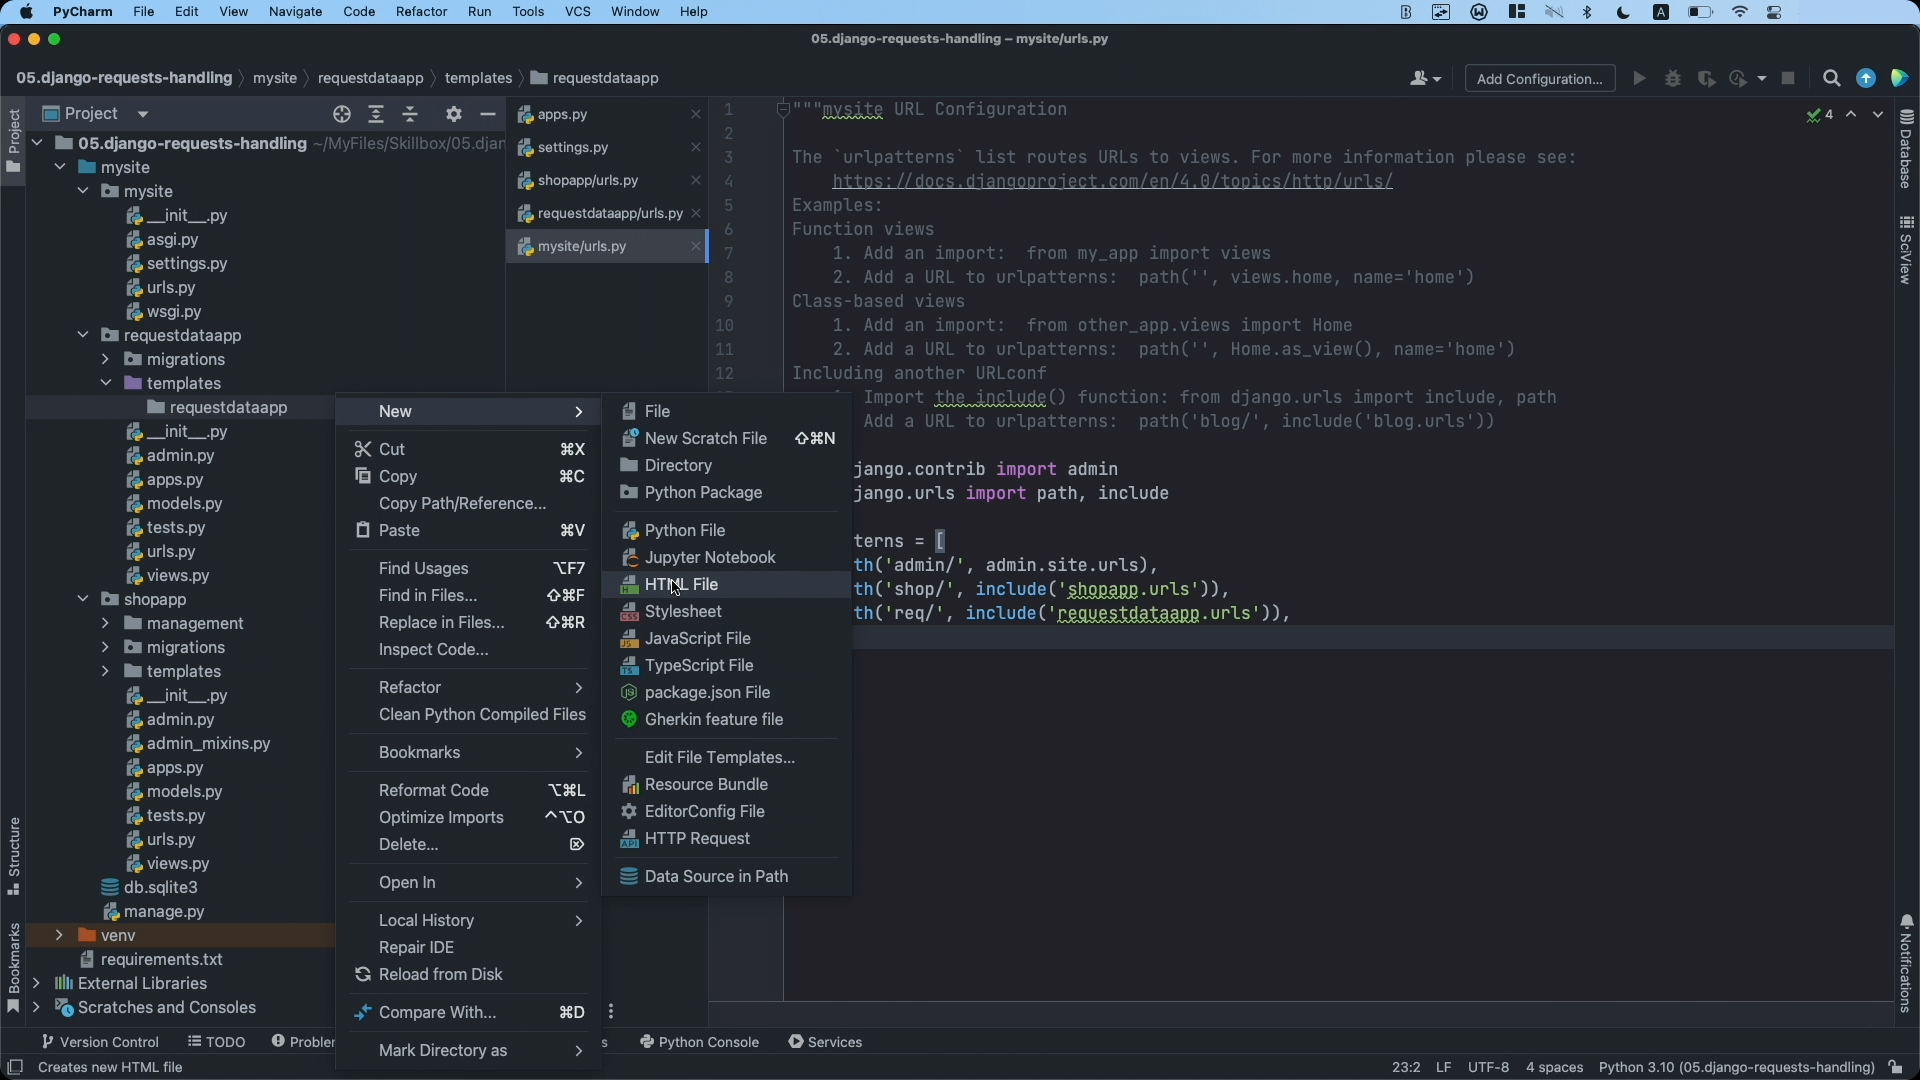 PyCharm File Edit View Navigate Code Refactor Run Tools VCS Window Help
05.django-requests-handling – mysite/urls.py
05.django-requests-handling mysite requestdataapp templates requestdataapp
Add Configuration...
Project
Project
05.django-requests-handling ~/MyFiles/Skillbox/05.djan
mysite
mysite
__init__.py
asgi.py
settings.py
urls.py
wsgi.py
requestdataapp
migrations
templates
requestdataapp
__init__.py
admin.py
apps.py
models.py
tests.py
urls.py
views.py
shopapp
management
migrations
templates
__init__.py
admin.py
admin_mixins.py
apps.py
models.py
tests.py
urls.py
views.py
db.sqlite3
manage.py
venv
requirements.txt
External Libraries
Scratches and Consoles
Structure
Bookmarks
apps.py
settings.py
shopapp/urls.py
requestdataapp/urls.py
mysite/urls.py
New
Cut ⌘X
Copy ⌘C
Copy Path/Reference...
Paste ⌘V
Find Usages ⌥F7
Find in Files... ⇧⌘F
Replace in Files... ⇧⌘R
Inspect Code...
Refactor
Clean Python Compiled Files
Bookmarks
Reformat Code ⌥⌘L
Optimize Imports ^⌥O
Delete... ⌦
Open In
Local History
Repair IDE
Reload from Disk
Compare With... ⌘D
Mark Directory as
File
New Scratch File ⇧⌘N
Directory
Python Package
Python File
Jupyter Notebook
HTML File
Stylesheet
JavaScript File
TypeScript File
package.json File
Gherkin feature file
Edit File Templates...
Resource Bundle
EditorConfig File
HTTP Request
Data Source in Path
1 """mysite URL Configuration
2
3 The `urlpatterns` list routes URLs to views. For more information please see:
4 https://docs.djangoproject.com/en/4.0/topics/http/urls/
5 Examples:
6 Function views
7 1. Add an import:  from my_app import views
8 2. Add a URL to urlpatterns:  path('', views.home, name='home')
9 Class-based views
10 1. Add an import:  from other_app.views import Home
11 2. Add a URL to urlpatterns:  path('', Home.as_view(), name='home')
12 Including another URLconf
Import the include() function: from django.urls import include, path
Add a URL to urlpatterns:  path('blog/', include('blog.urls'))
jango.contrib import admin
jango.urls import path, include
terns = [
th('admin/', admin.site.urls),
th('shop/', include('shopapp.urls')),
th('req/', include('requestdataapp.urls')),
4
Database
SciView
Notifications
Version Control TODO Probler s Python Console Services
Creates new HTML file
23:2 LF UTF-8 4 spaces Python 3.10 (05.django-requests-handling)